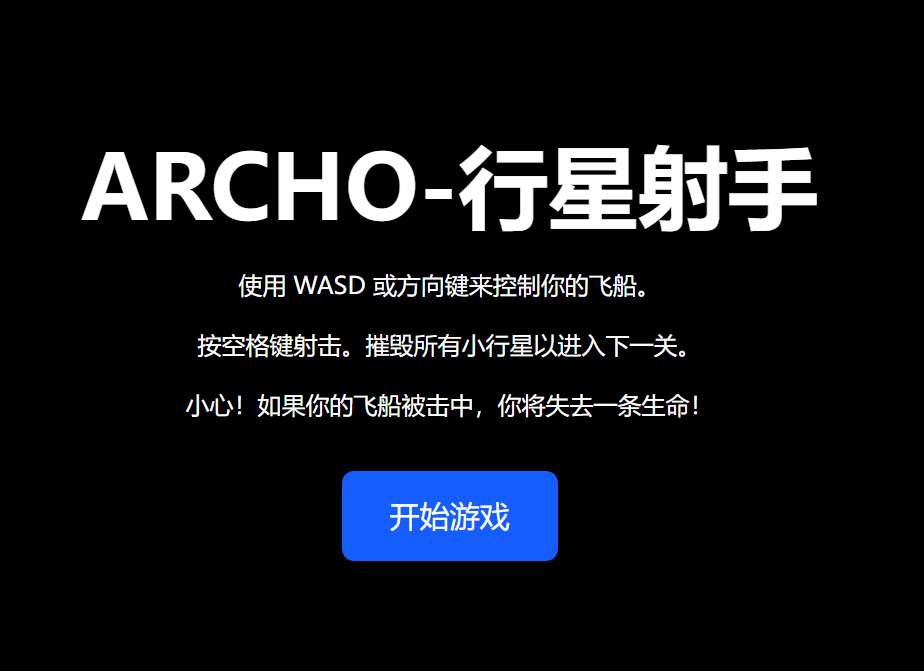 ARCHO-行星射手
使用 WASD 或方向键来控制你的飞船。
按空格键射击。摧毁所有小行星以进入下一关。
小心！如果你的飞船被击中，你将失去一条生命！
开始游戏